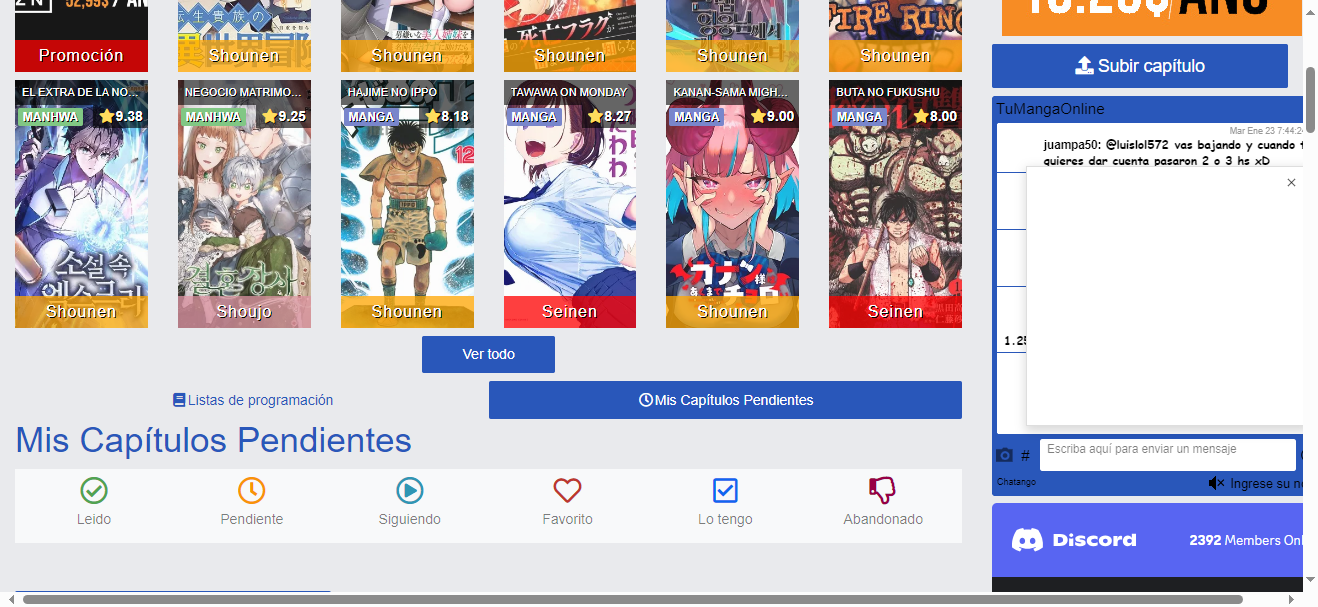 Promoción
Shounen
Shounen
Shounen
Shounen
Shounen
EL EXTRA DE LA NO...
MANHWA
9.38
Shounen
NEGOCIO MATRIMO...
MANHWA
9.25
Shoujo
HAJIME NO IPPO
MANGA
8.18
Shounen
TAWAWA ON MONDAY
MANGA
8.27
Seinen
KANAN-SAMA MIGH...
MANGA
9.00
Shounen
BUTA NO FUKUSHU
MANGA
8.00
Seinen
Ver todo
Listas de programación
Mis Capítulos Pendientes
Mis Capítulos Pendientes
Leido
Pendiente
Siguiendo
Favorito
Lo tengo
Abandonado
Subir capítulo
TuMangaOnline
Mar Ene 23 7:44:2
juampa50: @luislol572 vas bajando y cuando t
quieres dar cuenta pasaron 2 o 3 hs xD
×
1.25
#
Escriba aquí para enviar un mensaje
Chatango
Ingrese su no
Discord
2392 Members Onl